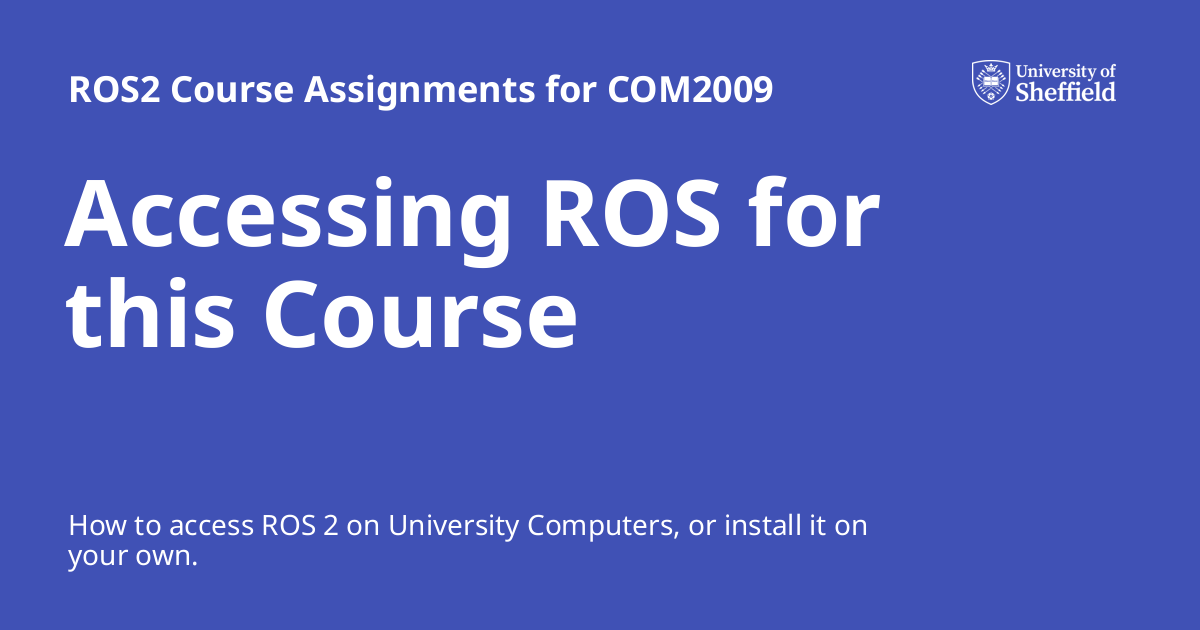 ROS2 Course Assignments for COM2009
University of
Sheffield
Accessing ROS for
this Course
How to access ROS 2 on University Computers, or install it on
your own.